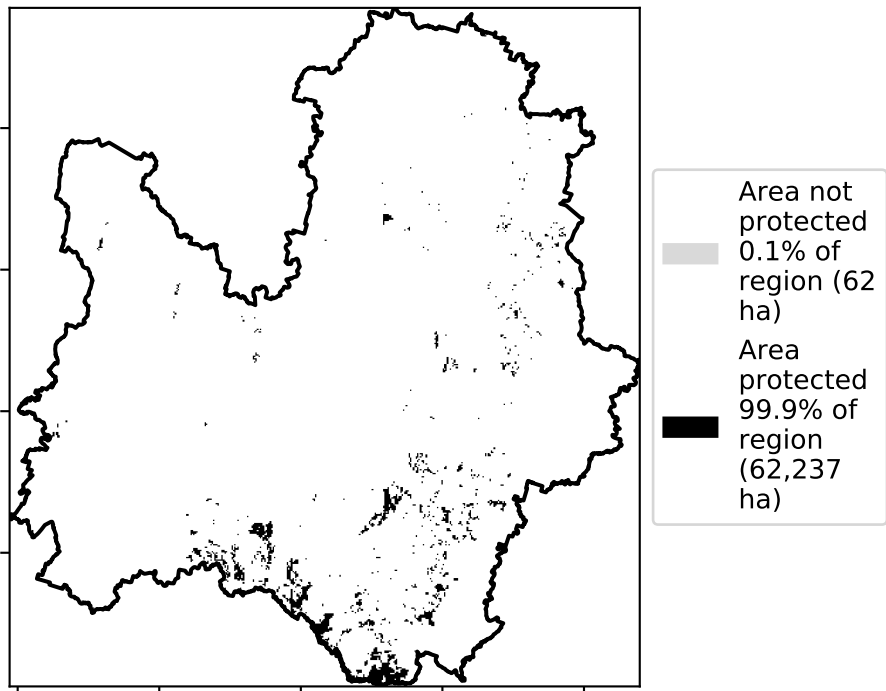 Area not
protected
0.1% of
region (62
ha)
Area
protected
99.9% of
region
(62,237
ha)